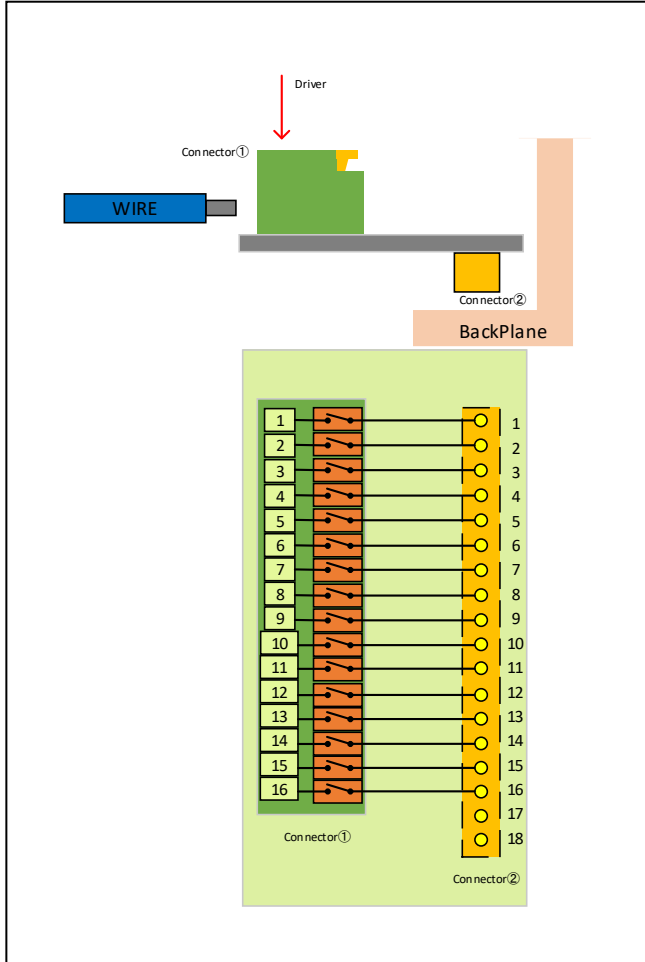 Driver
Connector①
WIRE
Connector②
BackPlane
1 1
2 2
3 3
4 4
5 5
6 6
7 7
8 8
9 9
10 10
11 11
12 12
13 13
14 14
15 15
16 16
17
18
Connector①
Connector②